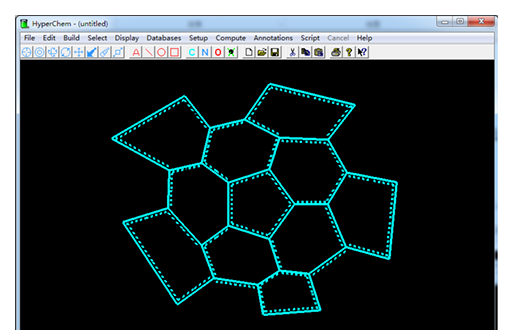 HyperChem - (untitled)
File Edit Build Select Display Databases Setup Compute Annotations Script Cancel Help
A C N O